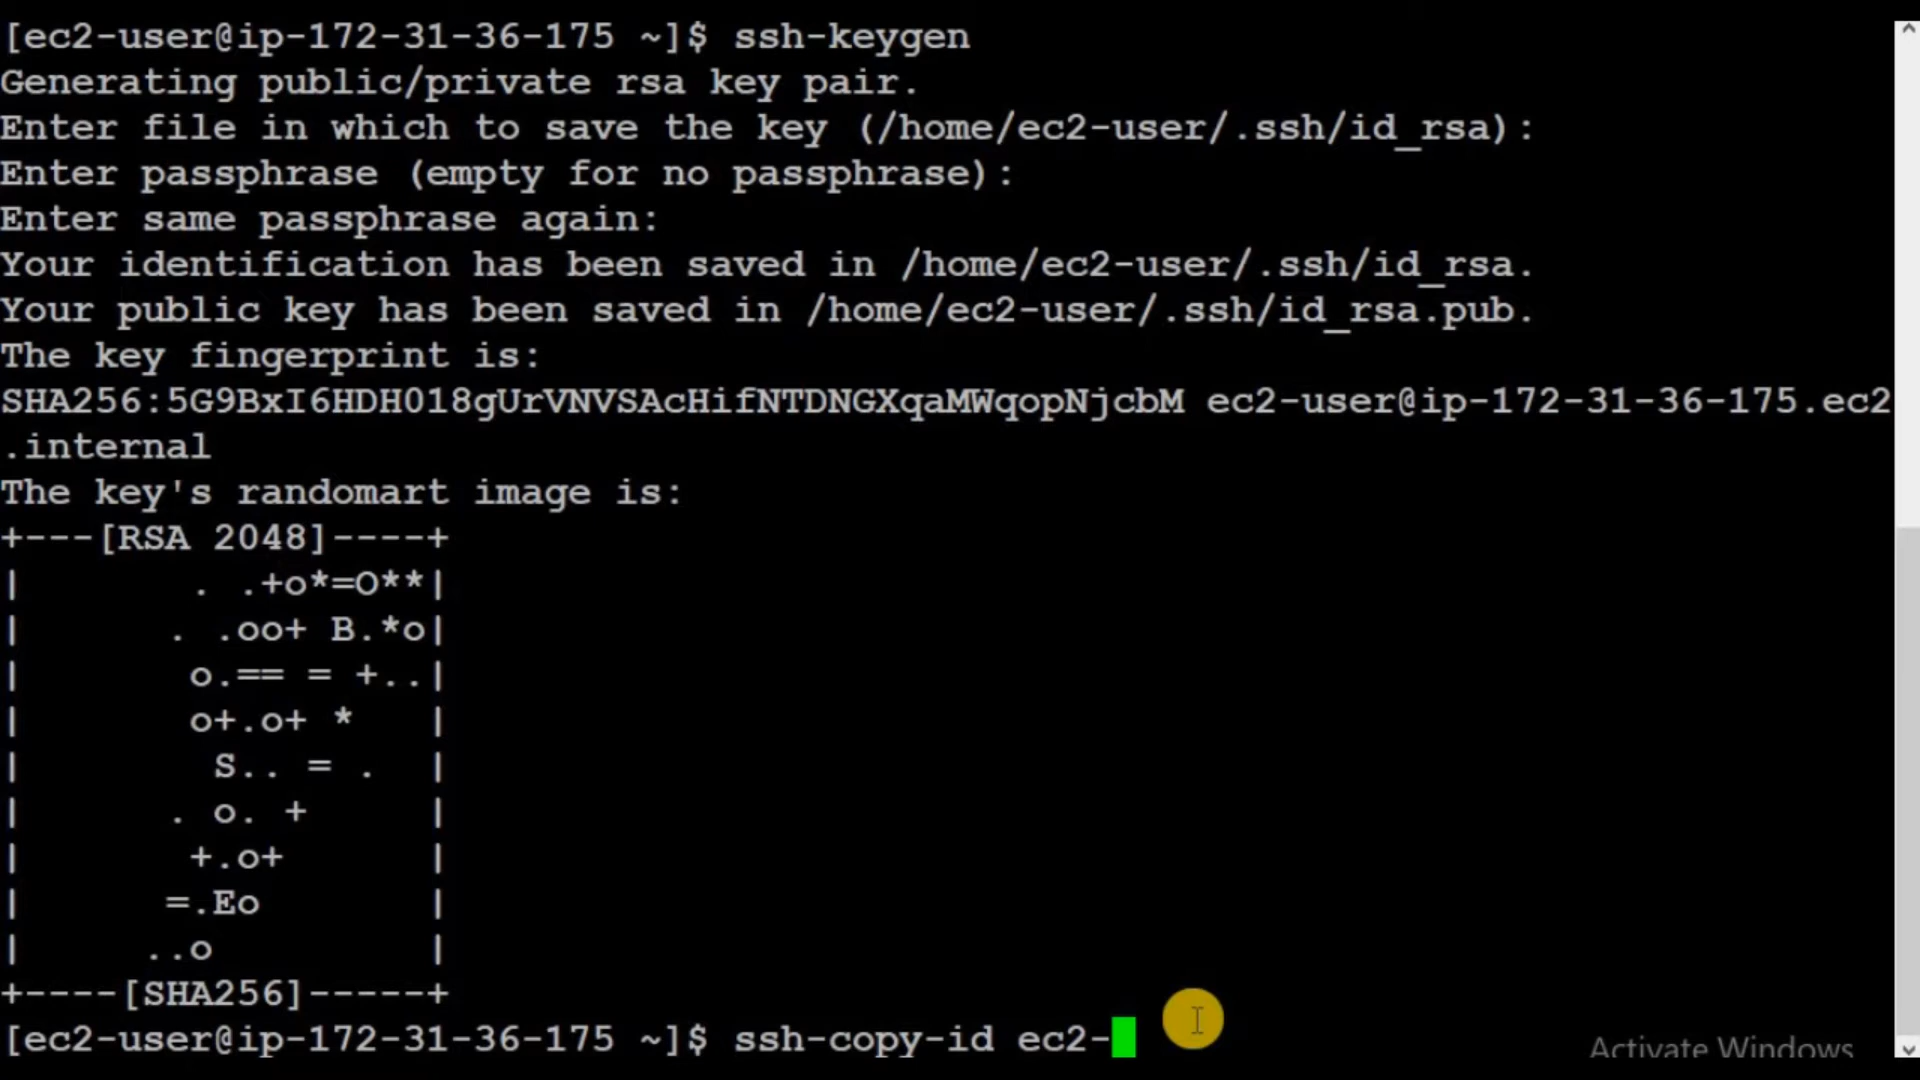 [ec2-user@ip-172-31-36-175 ~]$ ssh-keygen
Generating public/private rsa key pair.
Enter file in which to save the key (/home/ec2-user/.ssh/id_rsa):
Enter passphrase (empty for no passphrase):
Enter same passphrase again:
Your identification has been saved in /home/ec2-user/.ssh/id_rsa.
Your public key has been saved in /home/ec2-user/.ssh/id_rsa.pub.
The key fingerprint is:
SHA256:5G9BxI6HDH018gUrVNVSAcHifNTDNGXqaMWqopNjcbM ec2-user@ip-172-31-36-175.ec2
.internal
The key's randomart image is:
+---[RSA 2048]----+
|        . .+o*=O**|
|       . .oo+ B.*o|
|        o.== = +..|
|        o+.o+ *   |
|         S.. = .  |
|       . o. +     |
|        +.o+      |
|       =.Eo       |
|      ..o         |
+----[SHA256]-----+
[ec2-user@ip-172-31-36-175 ~]$ ssh-copy-id ec2-
Activate Windows